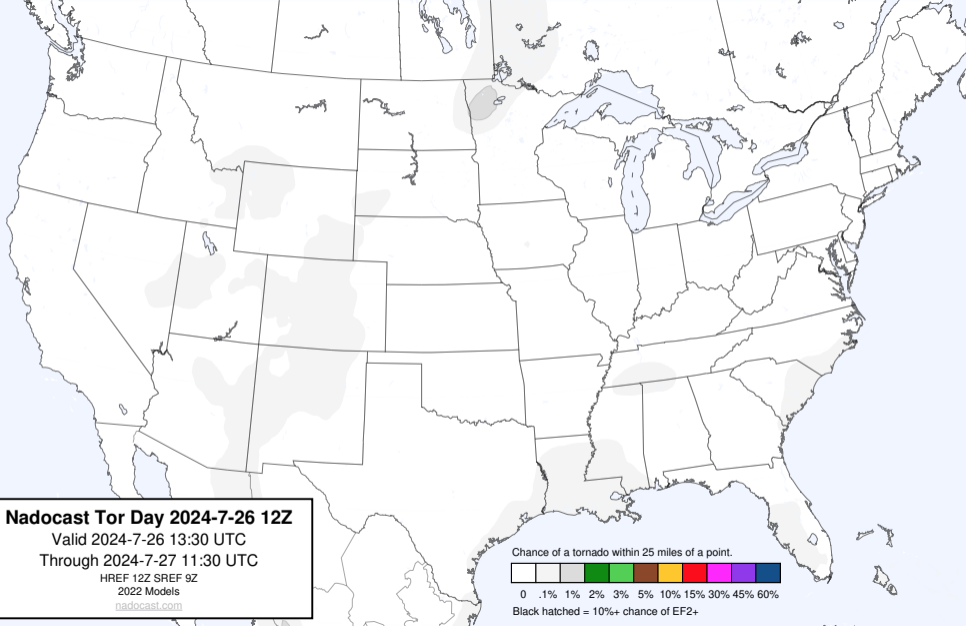 Nadocast Tor Day 2024-7-26 12Z
Valid 2024-7-26 13:30 UTC
Through 2024-7-27 11:30 UTC
HREF 12Z SREF 9Z
2022 Models
nadocast.com
Chance of a tornado within 25 miles of a point.
0 .1% 1% 2% 3% 5% 10% 15% 30% 45% 60%
Black hatched = 10%+ chance of EF2+